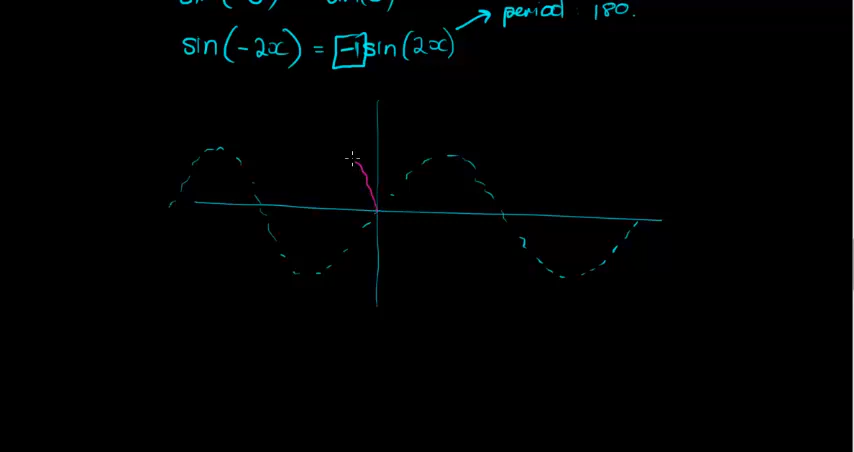 period : 180.
sin(-2x) = -1sin(2x)